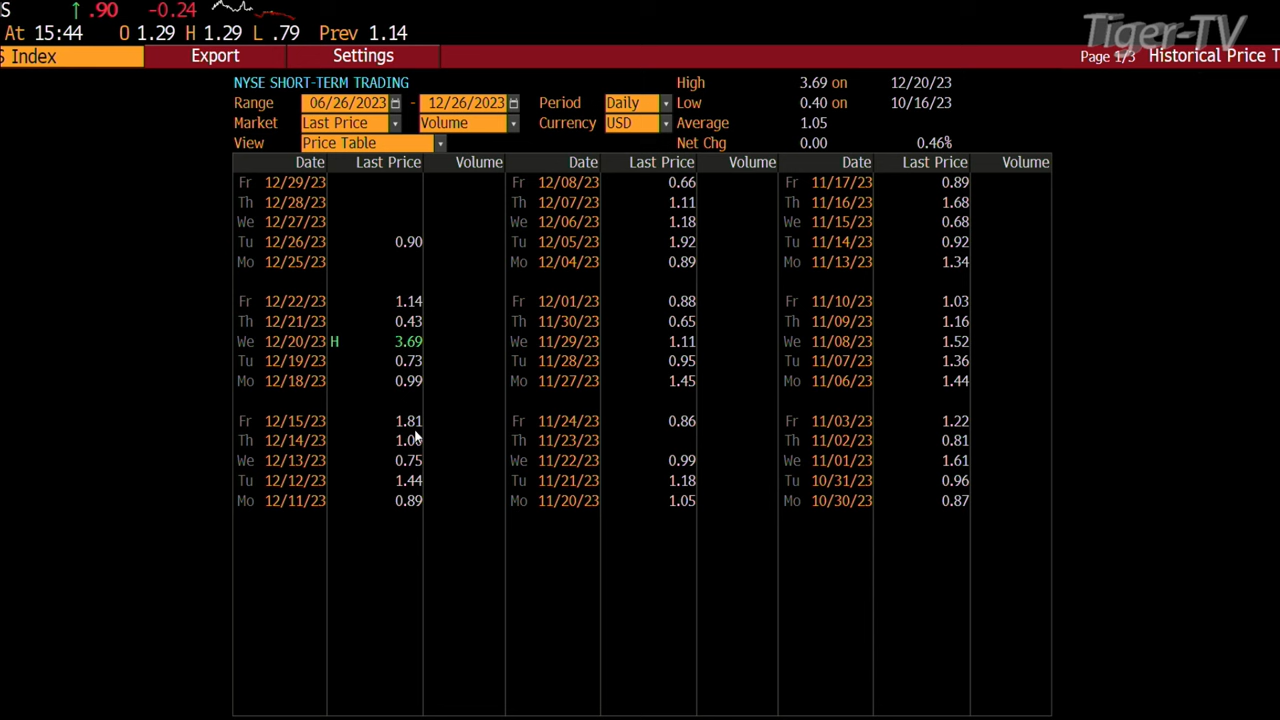 S ↑ .90 -0.24
At 15:44 O 1.29 H 1.29 L .79 Prev 1.14
Tiger-TV
S Index Export Settings Page 1/3 Historical Price T
NYSE SHORT-TERM TRADING High 3.69 on 12/20/23
Range 06/26/2023 - 12/26/2023 Period Daily Low 0.40 on 10/16/23
Market Last Price Volume Currency USD Average 1.05
View Price Table Net Chg 0.00 0.46%
Date Last Price Volume Date Last Price Volume Date Last Price Volume
Fr 12/29/23 Fr 12/08/23 0.66 Fr 11/17/23 0.89
Th 12/28/23 Th 12/07/23 1.11 Th 11/16/23 1.68
We 12/27/23 We 12/06/23 1.18 We 11/15/23 0.68
Tu 12/26/23 0.90 Tu 12/05/23 1.92 Tu 11/14/23 0.92
Mo 12/25/23 Mo 12/04/23 0.89 Mo 11/13/23 1.34
Fr 12/22/23 1.14 Fr 12/01/23 0.88 Fr 11/10/23 1.03
Th 12/21/23 0.43 Th 11/30/23 0.65 Th 11/09/23 1.16
We 12/20/23 H 3.69 We 11/29/23 1.11 We 11/08/23 1.52
Tu 12/19/23 0.73 Tu 11/28/23 0.95 Tu 11/07/23 1.36
Mo 12/18/23 0.99 Mo 11/27/23 1.45 Mo 11/06/23 1.44
Fr 12/15/23 1.81 Fr 11/24/23 0.86 Fr 11/03/23 1.22
Th 12/14/23 Th 11/23/23 Th 11/02/23 0.81
We 12/13/23 0.75 We 11/22/23 0.99 We 11/01/23 1.61
Tu 12/12/23 1.44 Tu 11/21/23 1.18 Tu 10/31/23 0.96
Mo 12/11/23 0.89 Mo 11/20/23 1.05 Mo 10/30/23 0.87